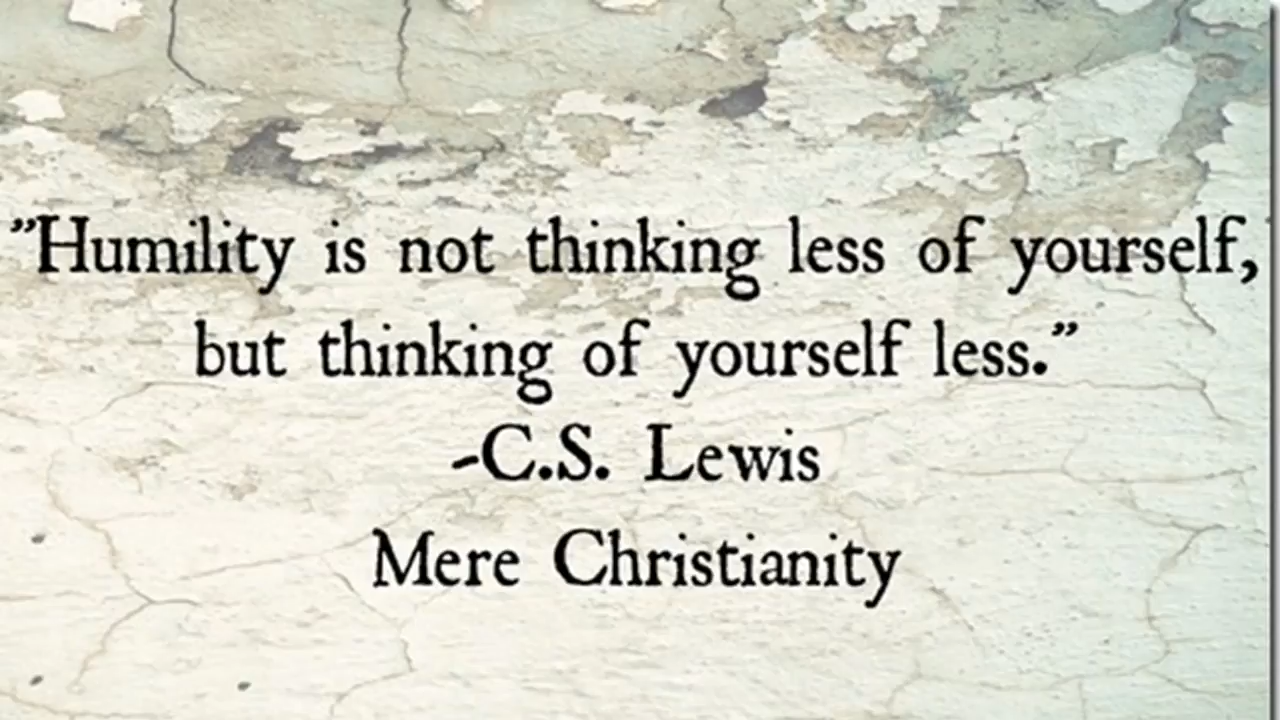 ”Humility is not thinking less of yourself,
but thinking of yourself less.”
-C.S. Lewis
Mere Christianity